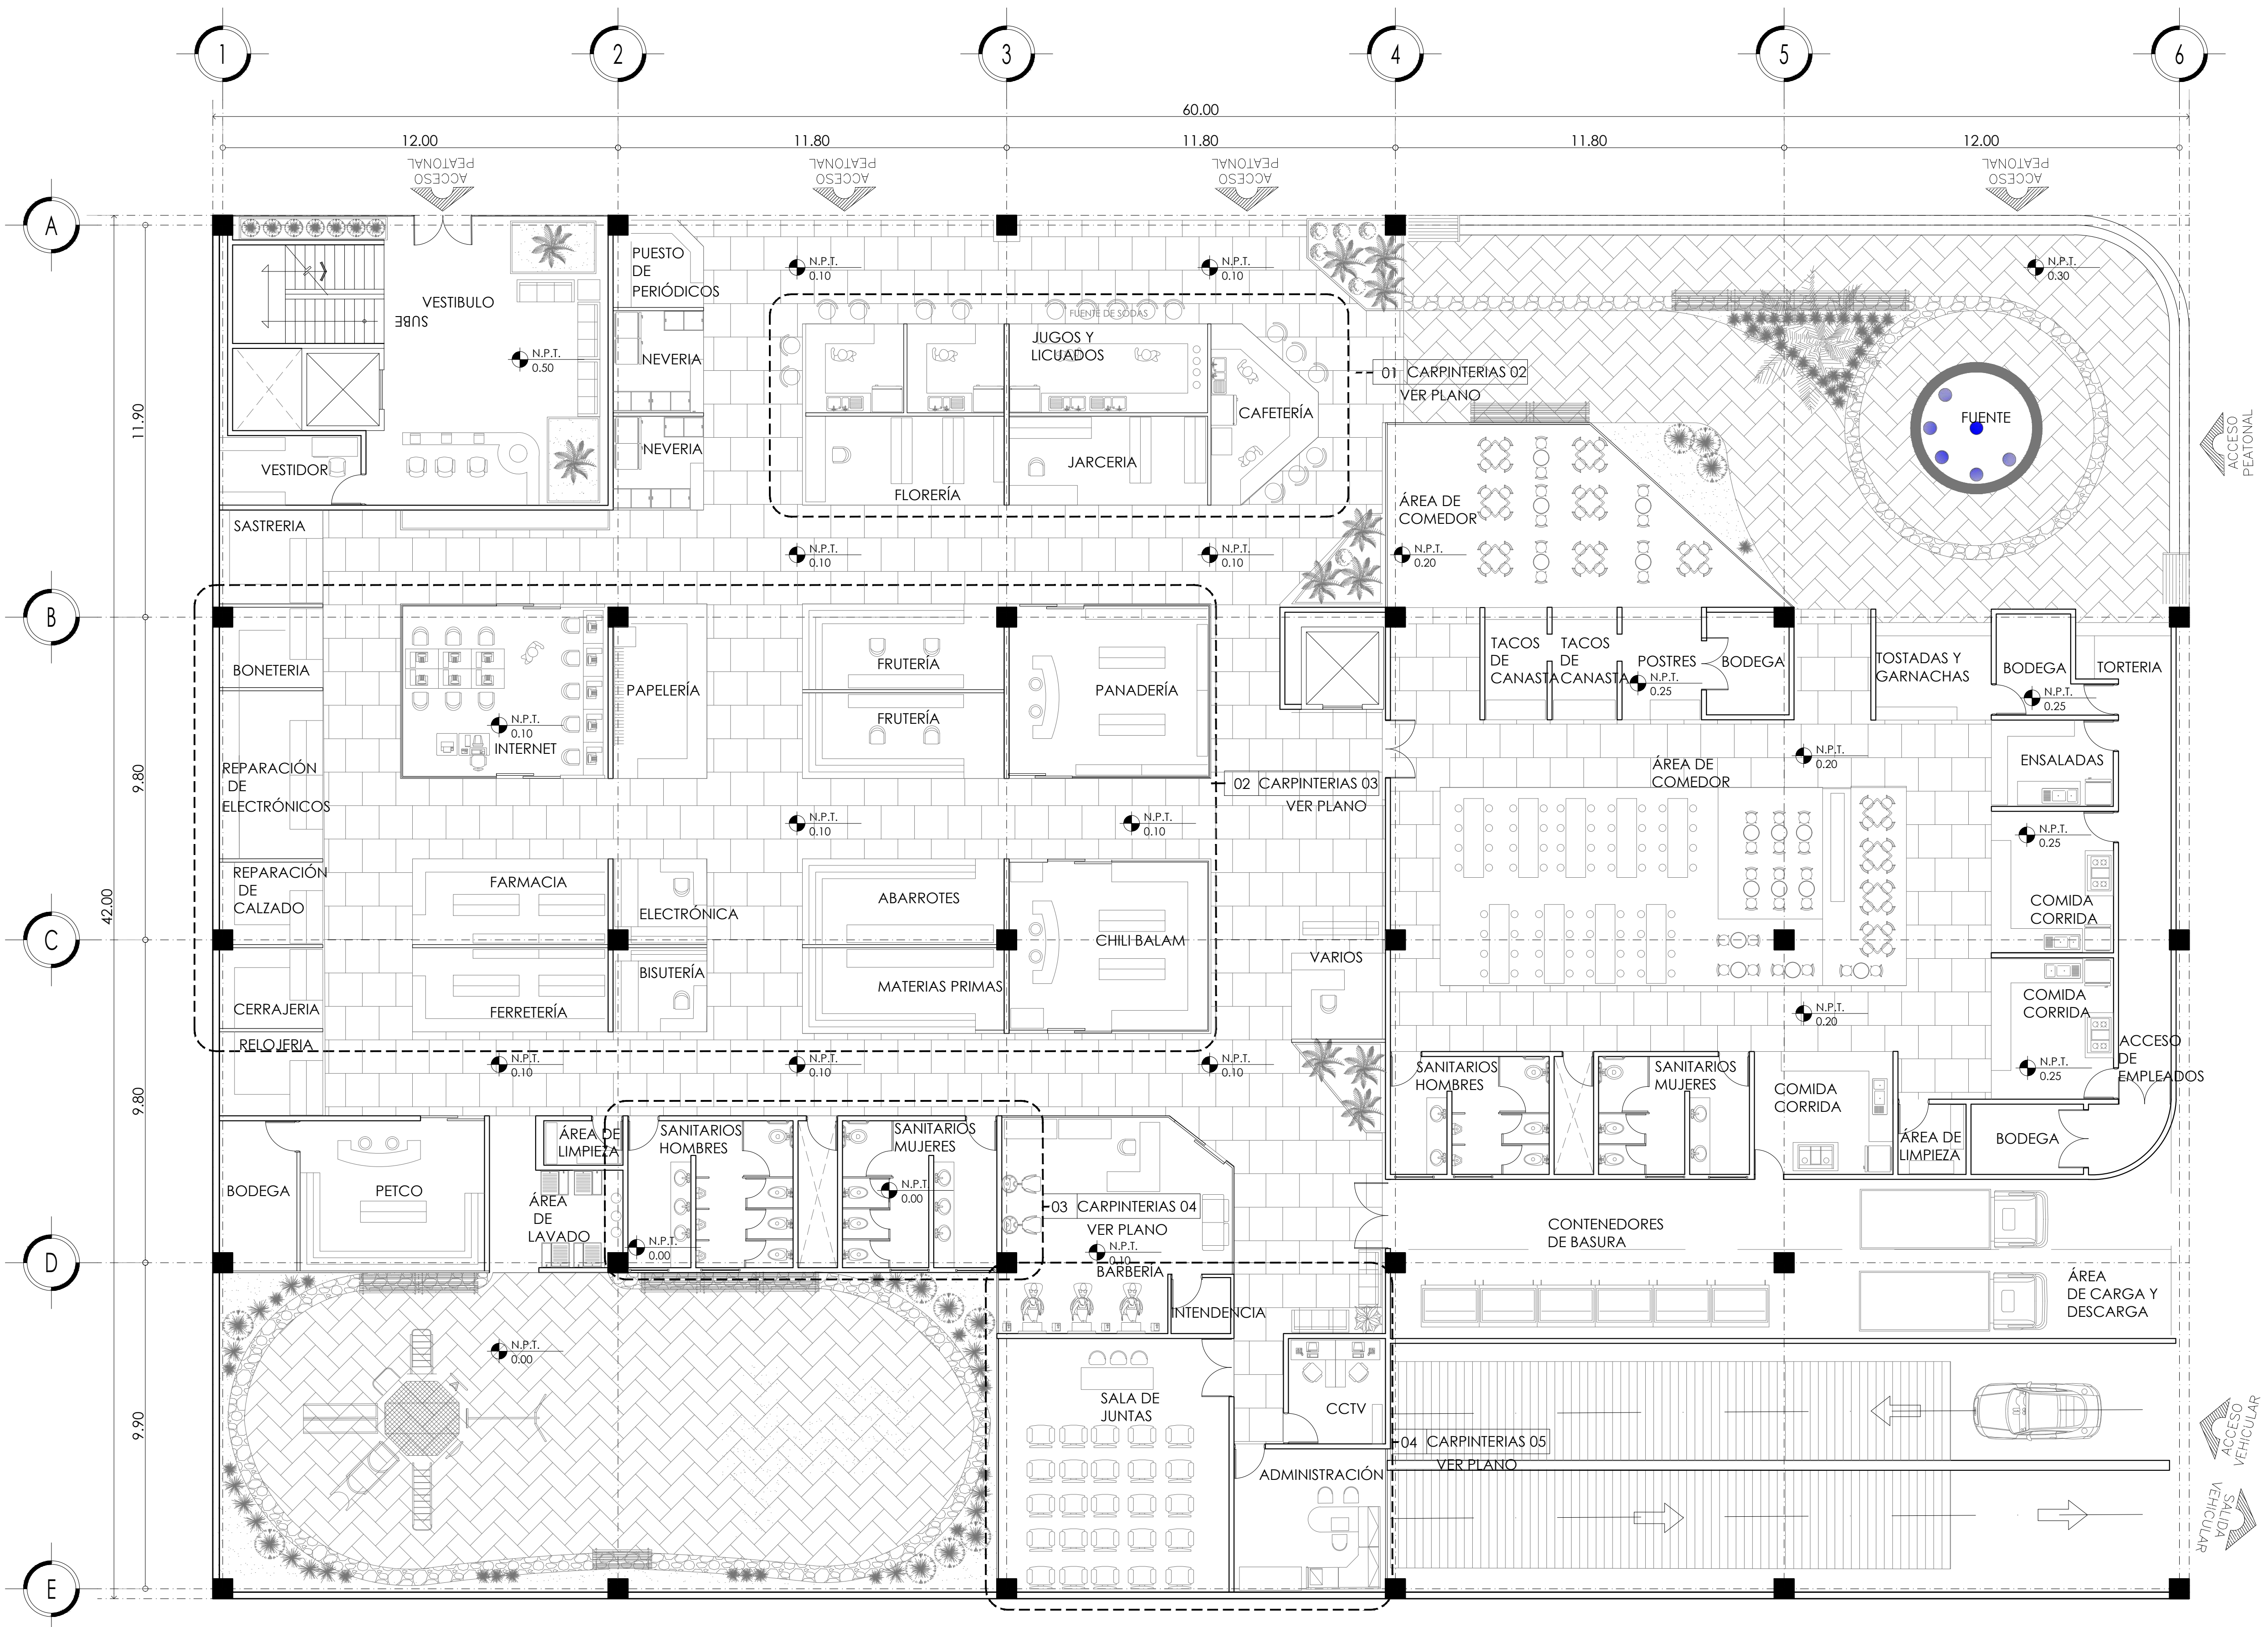 1
2
3
4
5
6
60.00
12.00
11.80
11.80
11.80
12.00
ACCESO
PEATONAL
ACCESO
PEATONAL
ACCESO
PEATONAL
ACCESO
PEATONAL
A
PUESTO
DE
PERIÓDICOS
N.P.T.
0.10
N.P.T.
0.10
N.P.T.
0.30
VESTIBULO
SUBE
FUENTE DE SODAS
JUGOS Y
LICUADOS
NEVERIA
N.P.T.
0.50
01 CARPINTERIAS 02
VER PLANO
CAFETERÍA
FUENTE
11.90
ACCESO
PEATONAL
NEVERIA
VESTIDOR
JARCERIA
FLORERÍA
ÁREA DE
COMEDOR
SASTRERIA
N.P.T.
0.10
N.P.T.
0.10
N.P.T.
0.20
B
BONETERIA
PAPELERÍA
FRUTERÍA
FRUTERÍA
PANADERÍA
TACOS
DE
CANASTA
TACOS
DE
CANASTA
POSTRES
N.P.T.
0.25
BODEGA
TOSTADAS Y
GARNACHAS
BODEGA
N.P.T.
0.25
TORTERIA
N.P.T.
0.10
INTERNET
REPARACIÓN
DE
ELECTRÓNICOS
9.80
02 CARPINTERIAS 03
VER PLANO
ÁREA DE
COMEDOR
N.P.T.
0.20
ENSALADAS
N.P.T.
0.10
N.P.T.
0.10
N.P.T.
0.25
REPARACIÓN
DE
CALZADO
FARMACIA
ELECTRÓNICA
ABARROTES
CHILI BALAM
COMIDA
CORRIDA
42.00
C
VARIOS
BISUTERÍA
MATERIAS PRIMAS
CERRAJERIA
FERRETERÍA
COMIDA
CORRIDA
N.P.T.
0.20
RELOJERIA
N.P.T.
0.10
N.P.T.
0.10
N.P.T.
0.10
N.P.T.
0.25
ACCESO
DE
EMPLEADOS
SANITARIOS
HOMBRES
SANITARIOS
MUJERES
COMIDA
CORRIDA
9.80
ÁREA DE
LIMPIEZA
SANITARIOS
HOMBRES
SANITARIOS
MUJERES
ÁREA DE
LIMPIEZA
BODEGA
BODEGA
PETCO
ÁREA
DE
LAVADO
N.P.T.
0.00
N.P.T.
0.00
03 CARPINTERIAS 04
VER PLANO
N.P.T.
0.10
BARBERIA
CONTENEDORES
DE BASURA
D
INTENDENCIA
ÁREA
DE CARGA Y
DESCARGA
N.P.T.
0.00
9.90
SALA DE
JUNTAS
CCTV
04 CARPINTERIAS 05
VER PLANO
ADMINISTRACIÓN
ACCESO
VEHICULAR
SALIDA
VEHICULAR
E